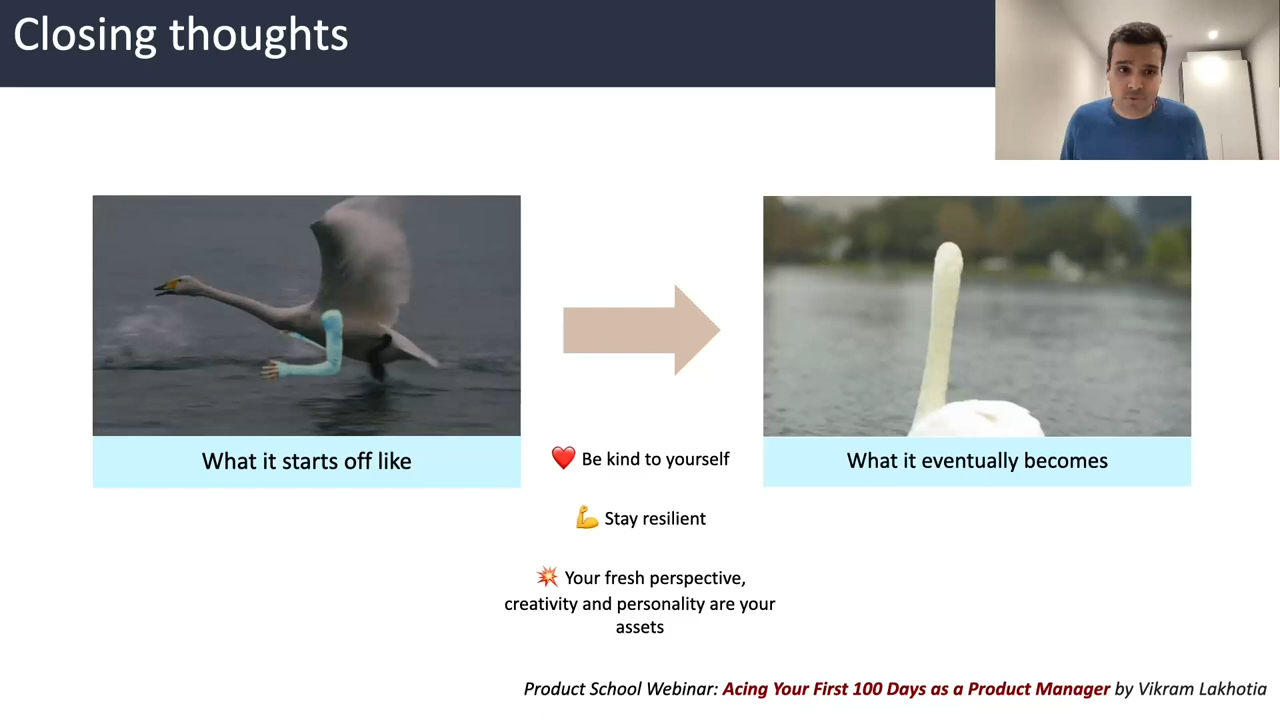 Closing thoughts
What it starts off like
❤️ Be kind to yourself
What it eventually becomes
💪 Stay resilient
💥 Your fresh perspective,
creativity and personality are your
assets
Product School Webinar: Acing Your First 100 Days as a Product Manager by Vikram Lakhotia